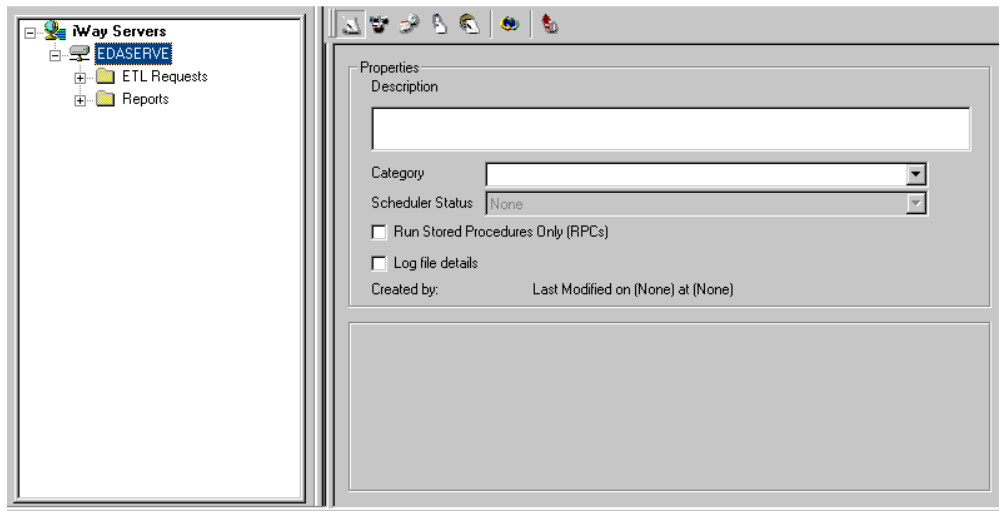 iWay Servers
EDASERVE
ETL Requests
Reports
Properties
Description
Category
Scheduler Status None
Run Stored Procedures Only (RPCs)
Log file details
Created by: Last Modified on (None) at (None)